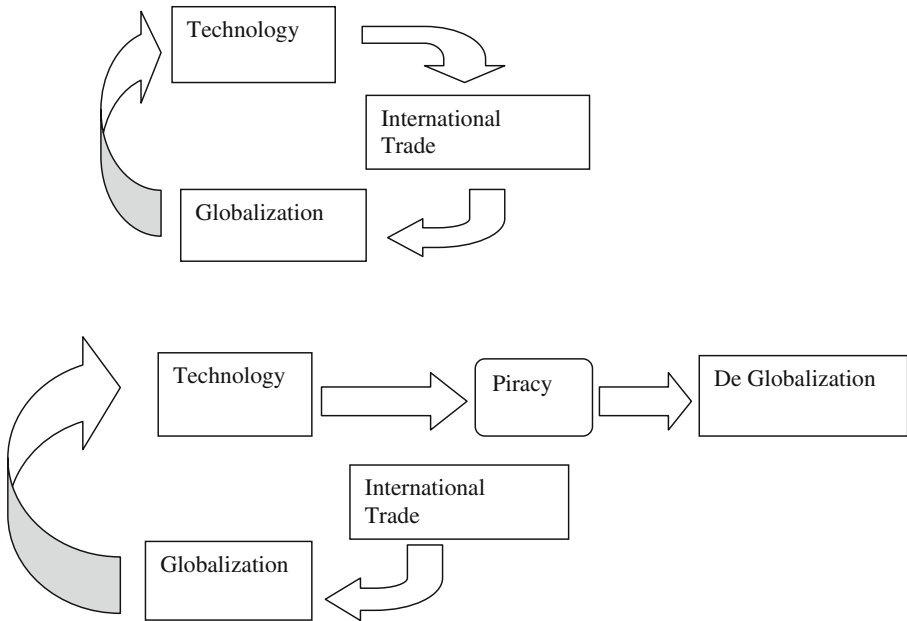 Technology
International
Trade
Globalization
Technology
Piracy
De Globalization
International
Trade
Globalization